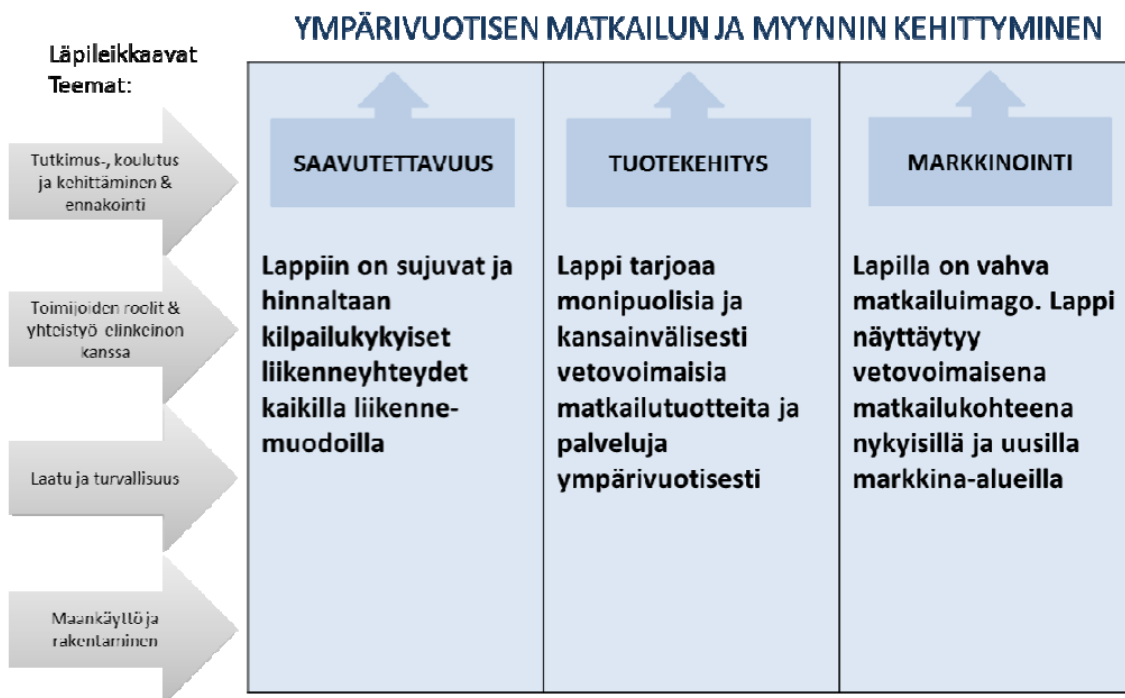 YMPÄRIVUOTISEN MATKAILUN JA MYYNNIN KEHITTYMINEN
Läpileikkaavat
Teemat:
Tutkimus-, koulutus
ja kehittäminen &
ennakointi
Toimijoiden roolit &
yhteistyö elinkeinon
kanssa
Laatu ja turvallisuus
Maankäyttö ja
rakentaminen
SAAVUTETTAVUUS
Lappiin on sujuvat ja
hinnaltaan
kilpailukykyiset
liikenneyhteydet
kaikilla liikenne-
muodoilla
TUOTEKEHITYS
Lappi tarjoaa
monipuolisia ja
kansainvälisesti
vetovoimaisia
matkailutuotteita ja
palveluja
ympärivuotisesti
MARKKINOINTI
Lapilla on vahva
matkailuimago. Lappi
näyttäytyy
vetovoimaisena
matkailukohteena
nykyisillä ja uusilla
markkina-alueilla